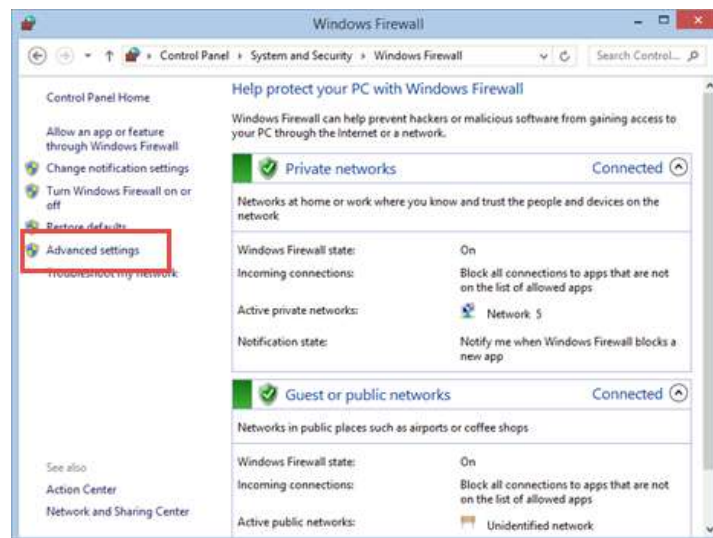 Windows Firewall
Control Panel Home
Allow an app or feature
through Windows Firewall
Change notification settings
Turn Windows Firewall on or
off
Restore defaults
Advanced settings
Troubleshoot my network
See also
Action Center
Network and Sharing Center
Control Panel System and Security Windows Firewall
Search Control...
Help protect your PC with Windows Firewall
Windows Firewall can help prevent hackers or malicious software from gaining access to
your PC through the Internet or a network.
Private networks Connected
Networks at home or work where you know and trust the people and devices on the
network
Windows Firewall state: On
Incoming connections: Block all connections to apps that are not
on the list of allowed apps
Active private networks: Network 5
Notification state: Notify me when Windows Firewall blocks a
new app
Guest or public networks Connected
Networks in public places such as airports or coffee shops
Windows Firewall state: On
Incoming connections: Block all connections to apps that are not
on the list of allowed apps
Active public networks: Unidentified network